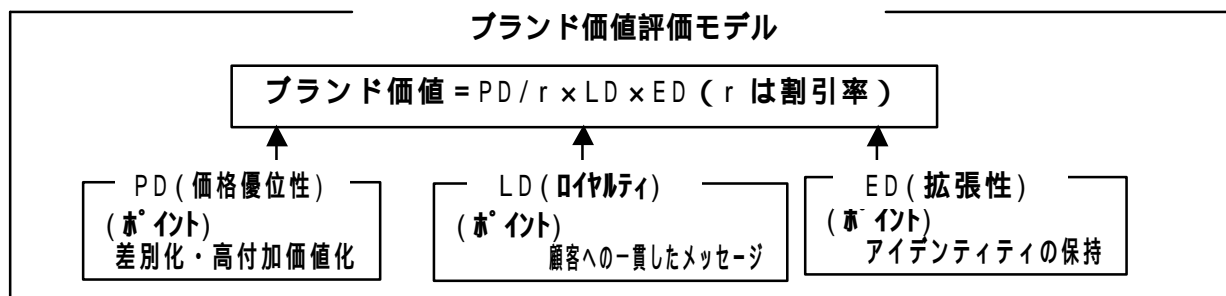 ブランド価値評価モデル
ブランド価値=PD/r×LD×ED(rは割引率)
PD(価格優位性)
(ポイント)
差別化・高付加価値化
LD(ロイヤルティ)
(ポイント)
顧客への一貫したメッセージ
ED(拡張性)
(ポイント)
アイデンティティの保持